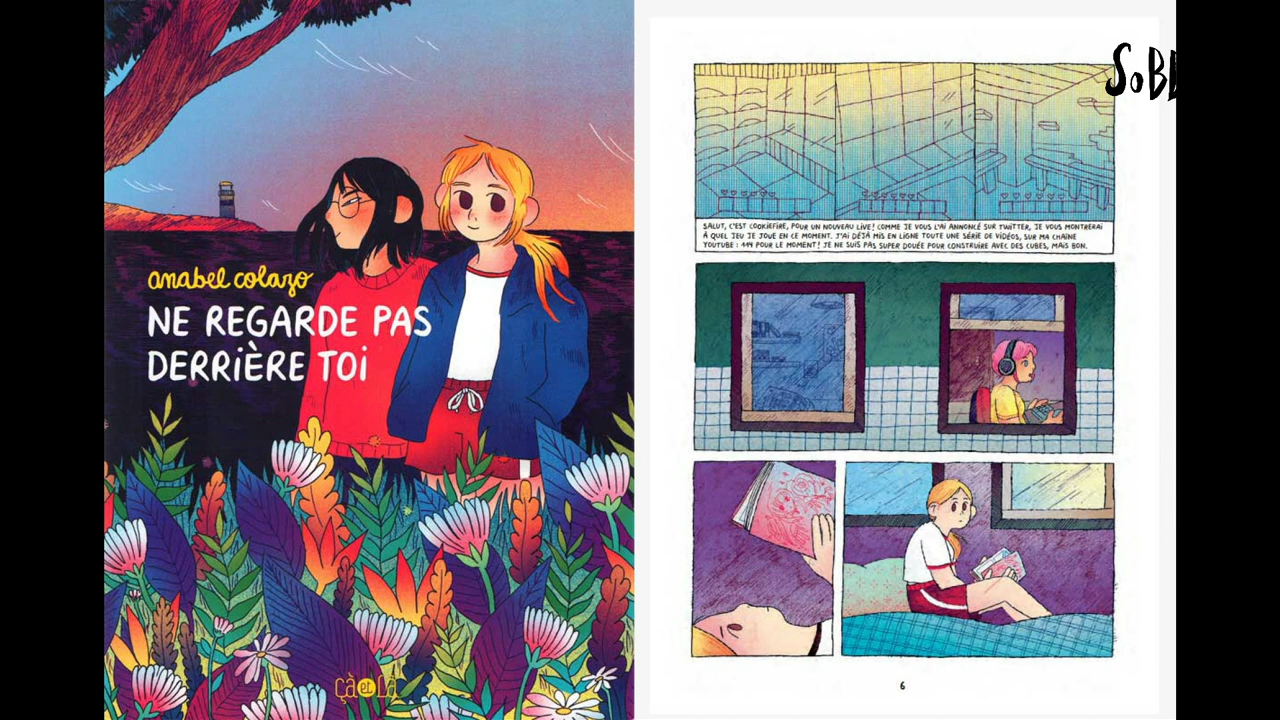 anabel colazo
NE REGARDE PAS
DERRIÈRE TOi
çà et Là
SoBD
SALUT, C'EST COOKIEFIRE, POUR UN NOUVEAU LIVE! COMME JE VOUS L'AI ANNONCÉ SUR TWITTER, JE VOUS MONTRERAI
À QUEL JEU JE JOUE EN CE MOMENT. J'AI DÉJÀ MIS EN LIGNE TOUTE UNE SÉRIE DE VIDÉOS, SUR MA CHAÎNE
YOUTUBE : 114 POUR LE MOMENT! JE NE SUIS PAS SUPER DOUÉE POUR CONSTRUIRE AVEC DES CUBES, MAIS BON.
6